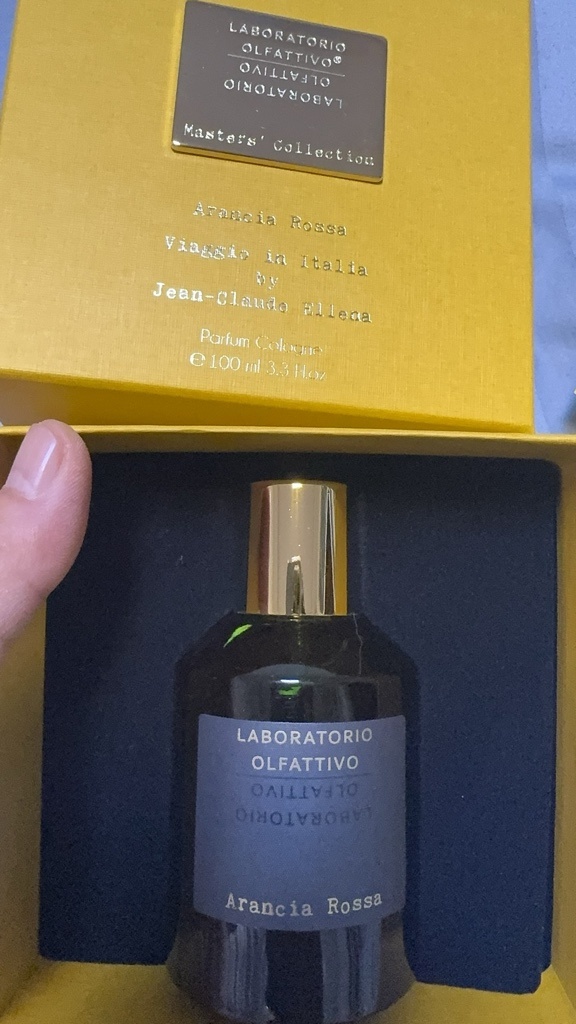 LABORATORIO
OLFATTIVO®
OLFATTIVO
LABORATORIO
Masters' Collection
Arancia Rossa
Viaggio in Italia
by
Jean-Claude Ellena
Parfum Cologne
℮ 100 ml 3.3 fl.oz
LABORATORIO
OLFATTIVO
OLFATTIVO
LABORATORIO
Arancia Rossa